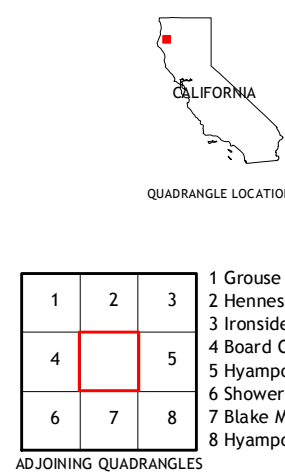 CALIFORNIA
QUADRANGLE LOCATION
1 2 3
4 5
6 7 8
1 Grouse
2 Hennes
3 Ironside
4 Board C
5 Hyampo
6 Shower
7 Blake M
8 Hyampo
ADJOINING QUADRANGLES